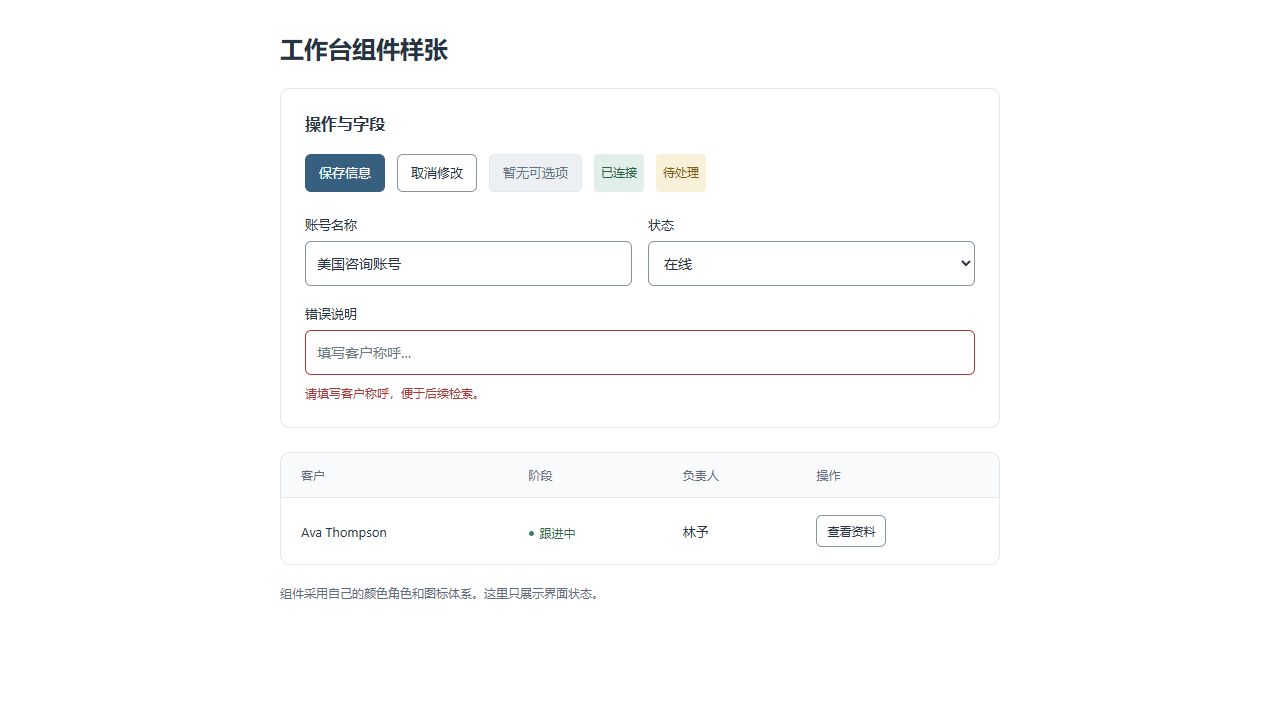 工作台组件样张
操作与字段
保存信息 取消修改 暂无可选项 已连接 待处理
账号名称 状态
美国咨询账号 在线
错误说明
填写客户称呼...
请填写客户称呼，便于后续检索。
客户 阶段 负责人 操作
Ava Thompson 跟进中 林予 查看资料
组件采用自己的颜色角色和图标体系。这里只展示界面状态。